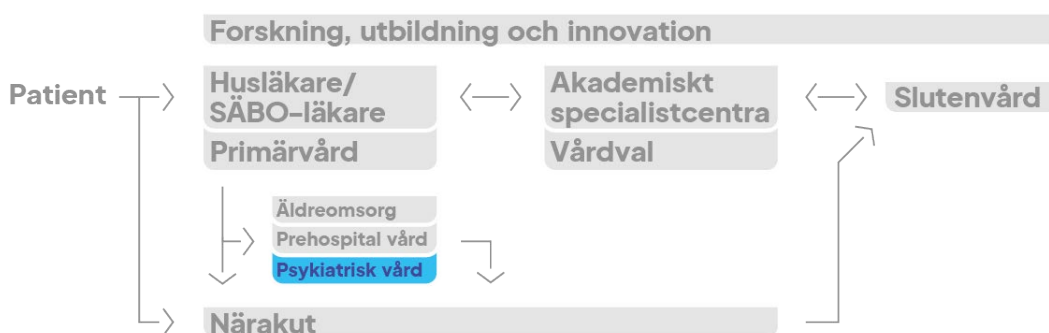 Forskning, utbildning och innovation
Patient
Husläkare/
SÄBO-läkare
Primärvård
Akademiskt
specialistcentra
Vårdval
Slutenvård
Äldreomsorg
Prehospital vård
Psykiatrisk vård
Närakut